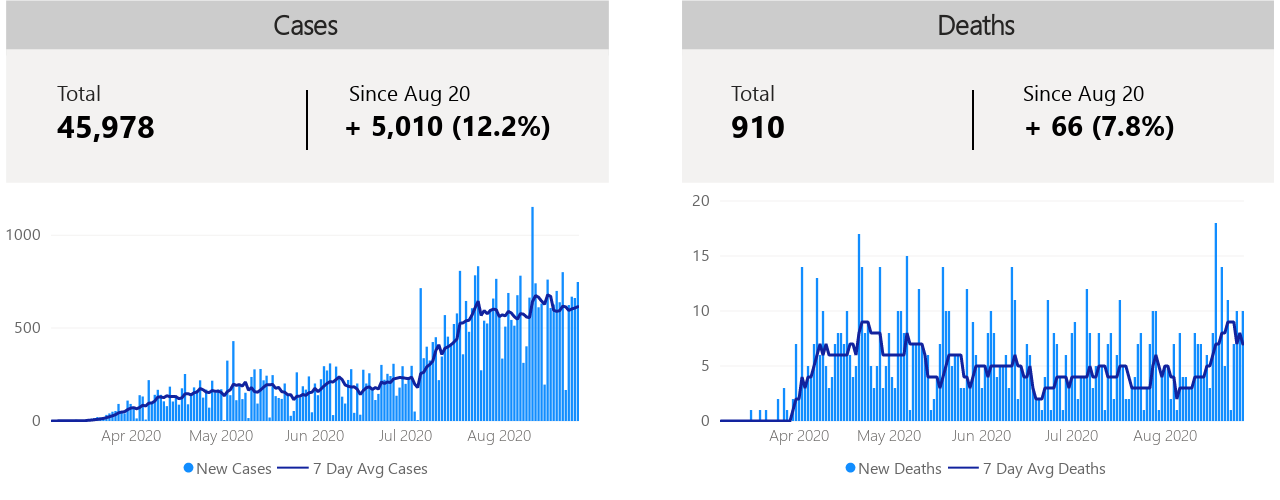 Cases
Total
Since Aug 20
45,978
+ 5,010 (12.2%)
1000
500
0
Apr 2020
May 2020
Jun 2020
Jul 2020
Aug 2020
New Cases
7 Day Avg Cases
Deaths
Total
Since Aug 20
910
+ 66 (7.8%)
20
15
10
5
0
Apr 2020
May 2020
Jun 2020
Jul 2020
Aug 2020
New Deaths
7 Day Avg Deaths